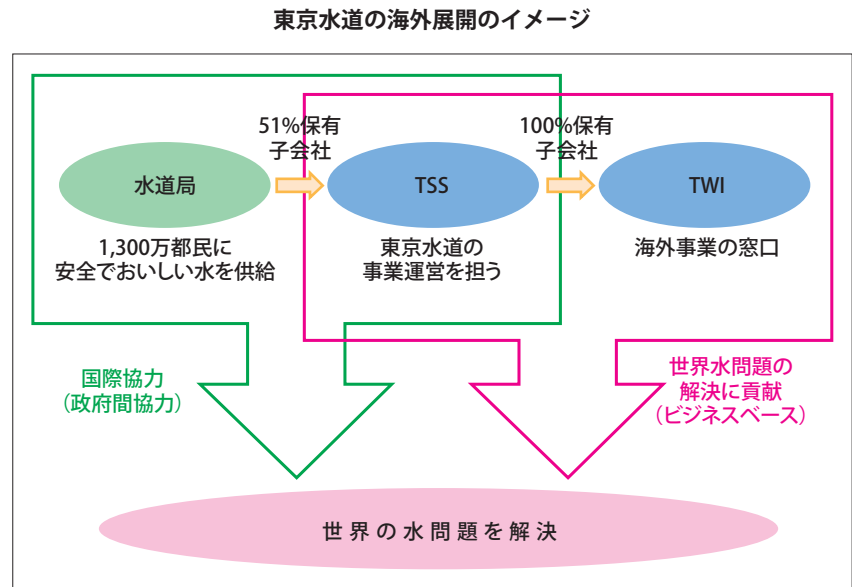 東京水道の海外展開のイメージ
51%保有
子会社
100%保有
子会社
水道局
TSS
TWI
1,300万都民に
安全でおいしい水を供給
東京水道の
事業運営を担う
海外事業の窓口
国際協力
（政府間協力）
世界水問題の
解決に貢献
（ビジネスベース）
世界の水問題を解決